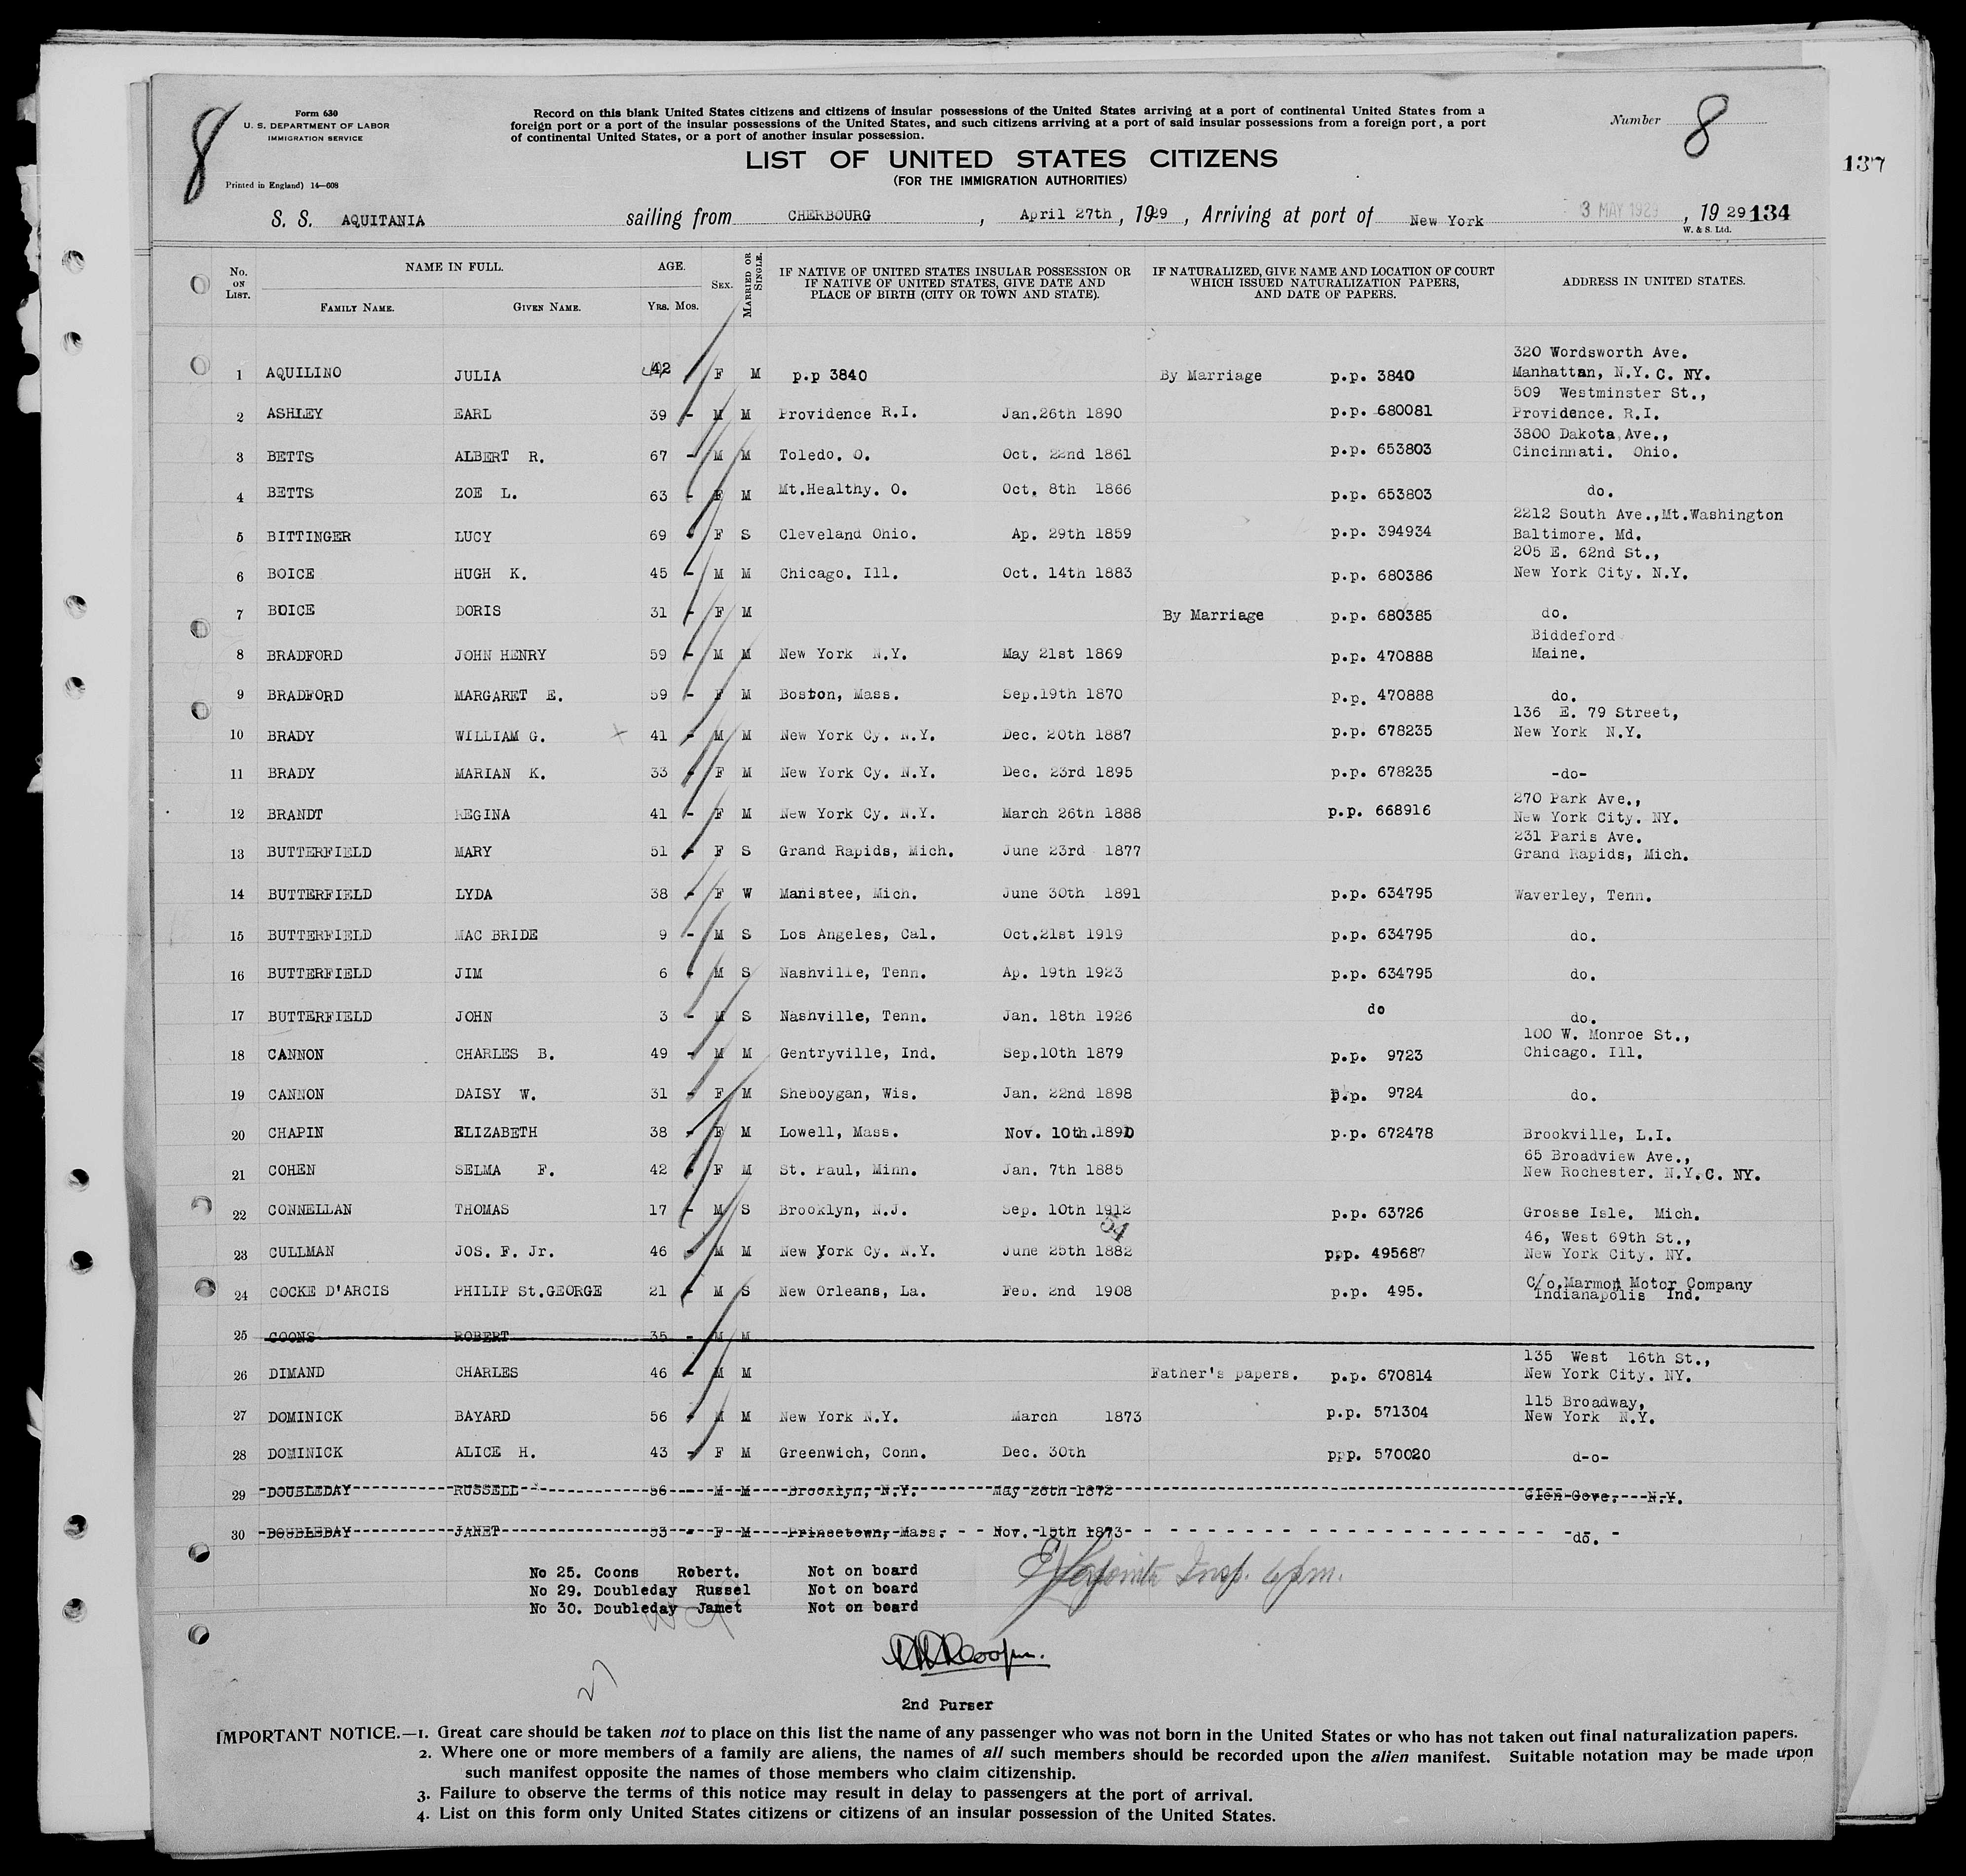 8
Form 630
U. S. DEPARTMENT OF LABOR
IMMIGRATION SERVICE
Printed in England) 14—608
Record on this blank United States citizens and citizens of insular possessions of the United States arriving at a port of continental United States from a
foreign port or a port of the insular possessions of the United States, and such citizens arriving at a port of said insular possessions from a foreign port, a port
of continental United States, or a port of another insular possession.
Number 8
LIST OF UNITED STATES CITIZENS
(FOR THE IMMIGRATION AUTHORITIES)
137
S. S. AQUITANIA sailing from CHERBOURG, April 27th, 1929, Arriving at port of New York 3 MAY 1929, 1929 134
W. & S. Ltd.
No. ON LIST. NAME IN FULL. FAMILY NAME. GIVEN NAME. AGE. YRS. MOS. SEX. MARRIED OR SINGLE. IF NATIVE OF UNITED STATES INSULAR POSSESSION OR IF NATIVE OF UNITED STATES, GIVE DATE AND PLACE OF BIRTH (CITY OR TOWN AND STATE). IF NATURALIZED, GIVE NAME AND LOCATION OF COURT WHICH ISSUED NATURALIZATION PAPERS, AND DATE OF PAPERS. ADDRESS IN UNITED STATES.
1 AQUILINO JULIA 42 F M p.p 3840 By Marriage p.p. 3840 320 Wordsworth Ave. Manhattan, N.Y. C. NY.
2 ASHLEY EARL 39 - M M Providence R.I. Jan.26th 1890 p.p. 680081 509 Westminster St., Providence. R.I.
3 BETTS ALBERT R. 67 - M M Toledo. O. Oct. 22nd 1861 p.p. 653803 3800 Dakota Ave., Cincinnati. Ohio.
4 BETTS ZOE L. 63 - F M Mt.Healthy. O. Oct. 8th 1866 p.p. 653803 do.
5 BITTINGER LUCY 69 - F S Cleveland Ohio. Ap. 29th 1859 p.p. 394934 2212 South Ave.,Mt.Washington Baltimore. Md.
6 BOICE HUGH K. 45 - M M Chicago. Ill. Oct. 14th 1883 p.p. 680386 205 E. 62nd St., New York City. N.Y.
7 BOICE DORIS 31 - F M By Marriage p.p. 680385 do.
8 BRADFORD JOHN HENRY 59 - M M New York N.Y. May 21st 1869 p.p. 470888 Biddeford Maine.
9 BRADFORD MARGARET E. 59 - F M Boston, Mass. Sep.19th 1870 p.p. 470888 do.
10 BRADY WILLIAM G. x 41 - M M New York Cy. N.Y. Dec. 20th 1887 p.p. 678235 136 E. 79 Street, New York N.Y.
11 BRADY MARIAN K. 33 - F M New York Cy. N.Y. Dec. 23rd 1895 p.p. 678235 -do-
12 BRANDT REGINA 41 - F M New York Cy. N.Y. March 26th 1888 p.p. 668916 270 Park Ave., New York City. NY.
13 BUTTERFIELD MARY 51 - F S Grand Rapids, Mich. June 23rd 1877 231 Paris Ave. Grand Rapids, Mich.
14 BUTTERFIELD LYDA 38 - F W Manistee, Mich. June 30th 1891 p.p. 634795 Waverley, Tenn.
15 BUTTERFIELD MAC BRIDE 9 - M S Los Angeles, Cal. Oct.21st 1919 p.p. 634795 do.
16 BUTTERFIELD JIM 6 - M S Nashville, Tenn. Ap. 19th 1923 p.p. 634795 do.
17 BUTTERFIELD JOHN 3 - M S Nashville, Tenn. Jan. 18th 1926 do do.
18 CANNON CHARLES B. 49 - M M Gentryville, Ind. Sep.10th 1879 p.p. 9723 100 W. Monroe St., Chicago. Ill.
19 CANNON DAISY W. 31 - F M Sheboygan, Wis. Jan. 22nd 1898 p.p. 9724 do.
20 CHAPIN ELIZABETH 38 - F M Lowell, Mass. Nov. 10th.1890 p.p. 672478 Brookville, L.I.
21 COHEN SELMA F. 42 - F M St. Paul, Minn. Jan. 7th 1885 65 Broadview Ave., New Rochester. N.Y.C. NY.
22 CONNELLAN THOMAS 17 - M S Brooklyn, N.J. Sep. 10th 1912 p.p. 63726 Grosse Isle. Mich.
23 CULLMAN JOS. F. Jr. 46 - M M New York Cy. N.Y. June 25th 1882 54 ppp. 495687 46, West 69th St., New York City. NY.
24 COCKE D'ARCIS PHILIP St.GEORGE 21 - M S New Orleans, La. Feb. 2nd 1908 p.p. 495. C/o.Marmon Motor Company Indianapolis Ind.
25 COONS ROBERT 35 - M M
26 DIMAND CHARLES 46 - M M Father's papers. p.p. 670814 135 West 16th St., New York City. NY.
27 DOMINICK BAYARD 56 - M M New York N.Y. March 1873 p.p. 571304 115 Broadway, New York N.Y.
28 DOMINICK ALICE H. 43 - F M Greenwich, Conn. Dec. 30th ppp. 570020 d-o-
29 DOUBLEDAY RUSSELL 56 - M M Brooklyn, N.Y. May 26th 1872 Glen Cove. N.Y.
30 DOUBLEDAY JANET 53 - F M Princetown, Mass. Nov. 15th 1873 do.
No 25. Coons Robert. Not on board
No 29. Doubleday Russel Not on board
No 30. Doubleday Janet Not on board
Insp.
27
2nd Purser
IMPORTANT NOTICE.—1. Great care should be taken not to place on this list the name of any passenger who was not born in the United States or who has not taken out final naturalization papers.
2. Where one or more members of a family are aliens, the names of all such members should be recorded upon the alien manifest. Suitable notation may be made upon
such manifest opposite the names of those members who claim citizenship.
3. Failure to observe the terms of this notice may result in delay to passengers at the port of arrival.
4. List on this form only United States citizens or citizens of an insular possession of the United States.